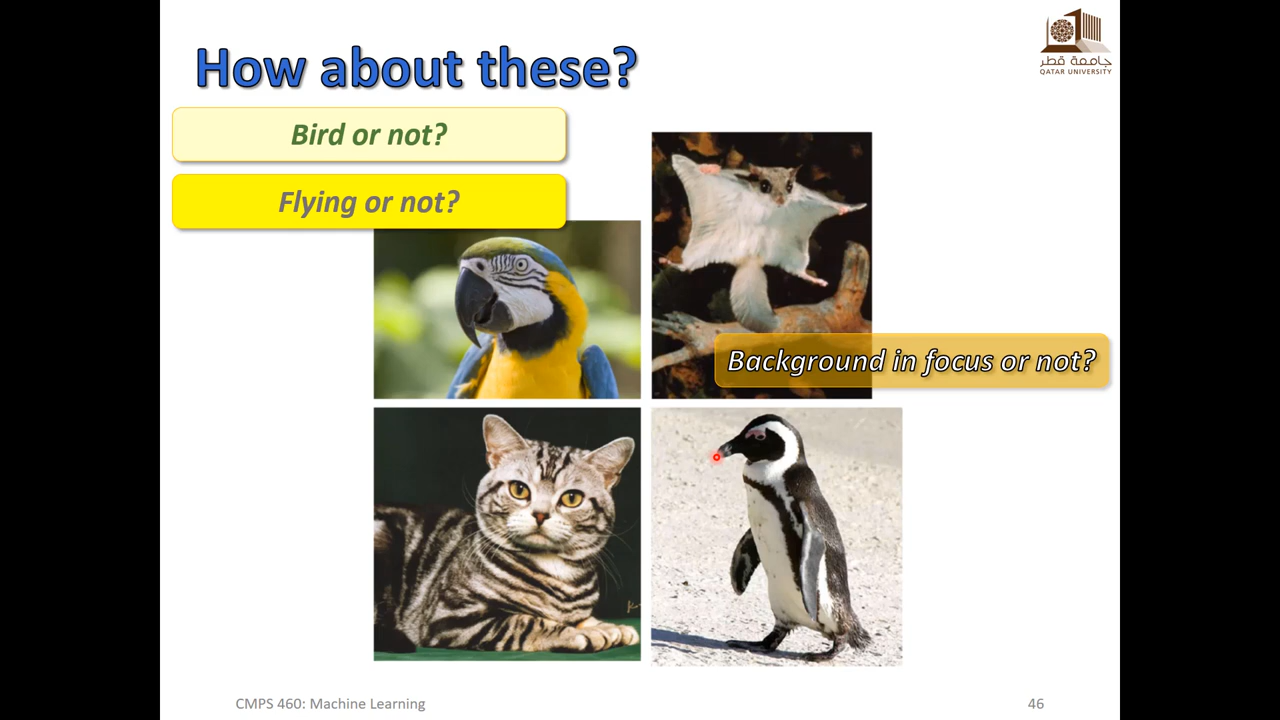 How about these?
جامعة قطر
QATAR UNIVERSITY
Bird or not?
Flying or not?
Background in focus or not?
CMPS 460: Machine Learning
46